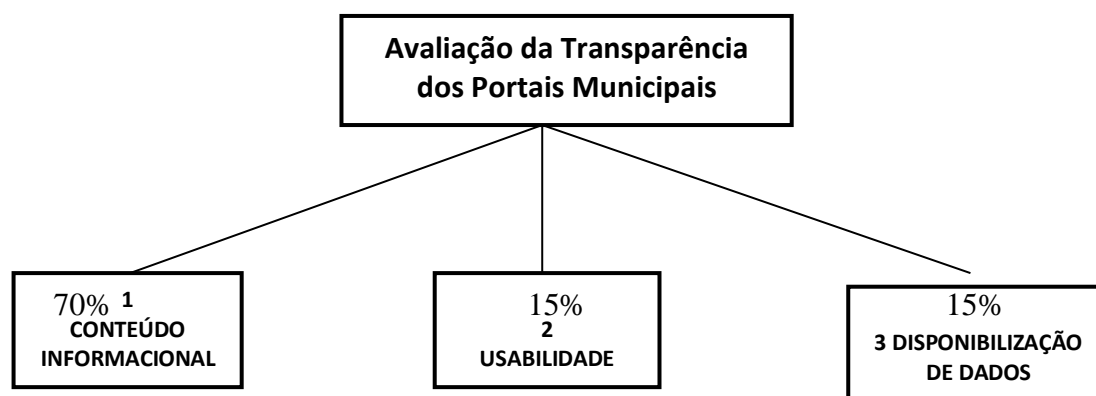 Avaliação da Transparência
dos Portais Municipais
70% 1
CONTEÚDO
INFORMACIONAL
15%
2
USABILIDADE
15%
3 DISPONIBILIZAÇÃO
DE DADOS